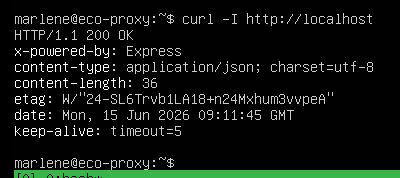 marlene@eco-proxy:~$ curl -I http://localhost
HTTP/1.1 200 OK
x-powered-by: Express
content-type: application/json; charset=utf-8
content-length: 36
etag: W/"24-SL6Trvb1LA18+n24Mxhum3vvpeA"
date: Mon, 15 Jun 2026 09:11:45 GMT
keep-alive: timeout=5
marlene@eco-proxy:~$